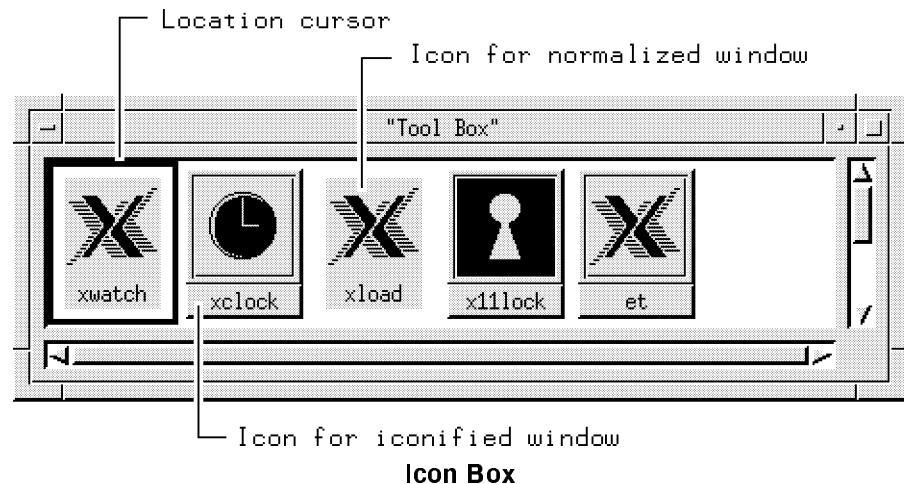 Location cursor
Icon for normalized window
"Tool Box"
xwatch
xclock
xload
x11lock
et
Icon for iconified window
Icon Box